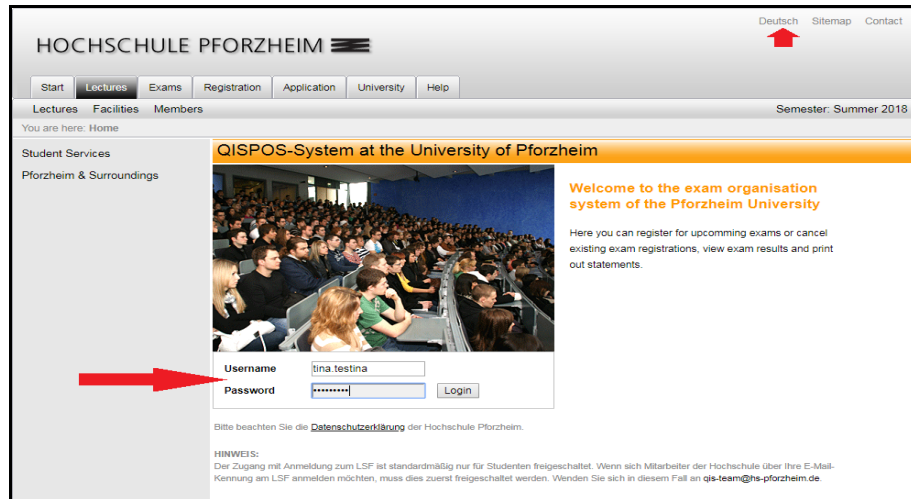 Deutsch Sitemap Contact
HOCHSCHULE PFORZHEIM
Start Lectures Exams Registration Application University Help
Lectures Facilities Members Semester: Summer 2018
You are here: Home
Student Services
Pforzheim & Surroundings
QISPOS-System at the University of Pforzheim
Welcome to the exam organisation
system of the Pforzheim University
Here you can register for upcomming exams or cancel
existing exam registrations, view exam results and print
out statements.
Username tina.testina
Password ••••••••• Login
Bitte beachten Sie die Datenschutzerklärung der Hochschule Pforzheim.
HINWEIS:
Der Zugang mit Anmeldung zum LSF ist standardmäßig nur für Studenten freigeschaltet. Wenn sich Mitarbeiter der Hochschule über Ihre E-Mail-
Kennung am LSF anmelden möchten, muss dies zuerst freigeschaltet werden. Wenden Sie sich in diesem Fall an qis-team@hs-pforzheim.de.